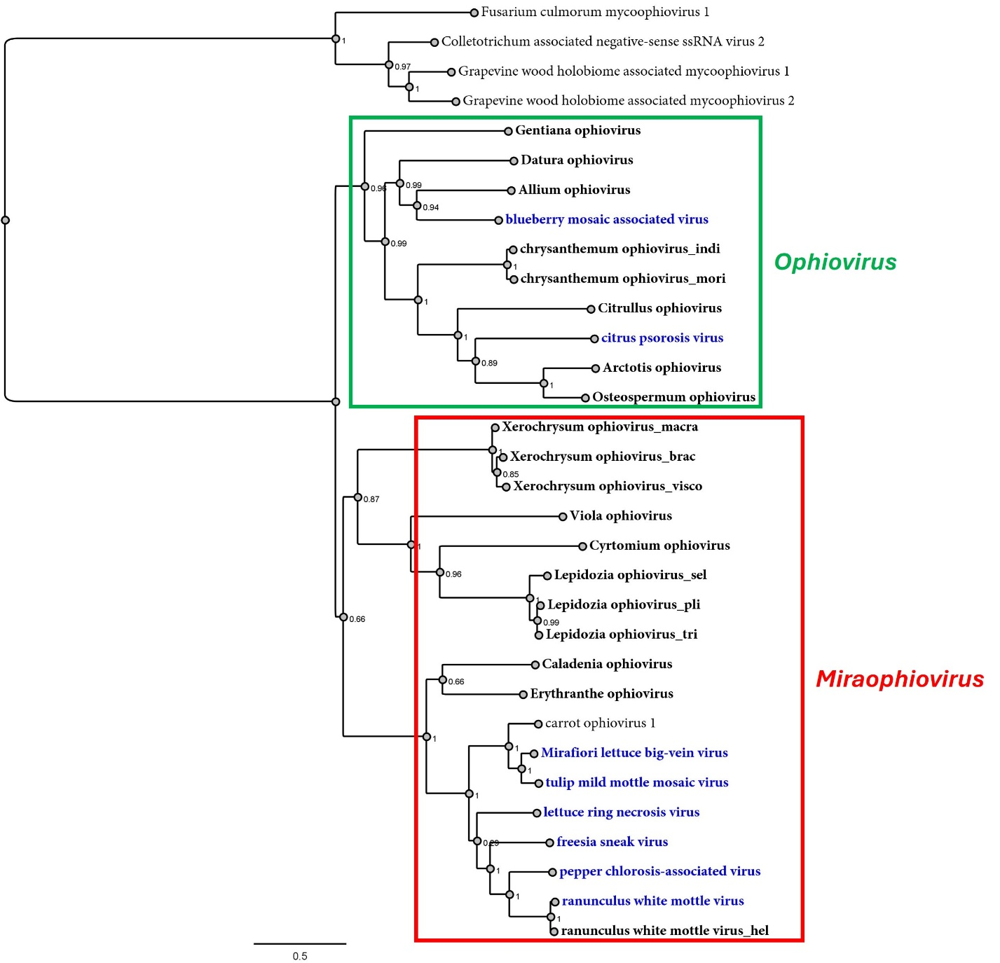 Fusarium culmorum mycoophiovirus 1
1
Colletotrichum associated negative-sense ssRNA virus 2
0.97
Grapevine wood holobiome associated mycoophiovirus 1
1
Grapevine wood holobiome associated mycoophiovirus 2
Gentiana ophiovirus
Datura ophiovirus
0.96
0.99
Allium ophiovirus
0.94
blueberry mosaic associated virus
0.99
chrysanthemum ophiovirus_indi
Ophiovirus
1
chrysanthemum ophiovirus_mori
1
Citrullus ophiovirus
1
citrus psorosis virus
0.89
Arctotis ophiovirus
1
Osteospermum ophiovirus
Xerochrysum ophiovirus_macra
1
Xerochrysum ophiovirus_brac
0.85
Xerochrysum ophiovirus_visco
0.87
Viola ophiovirus
1
Cyrtomium ophiovirus
0.96
Lepidozia ophiovirus_sel
1
Lepidozia ophiovirus_pli
0.66
0.99
Lepidozia ophiovirus_tri
Caladenia ophiovirus
0.66
Miraophiovirus
Erythranthe ophiovirus
carrot ophiovirus 1
1
1
Mirafiori lettuce big-vein virus
1
tulip mild mottle mosaic virus
1
lettuce ring necrosis virus
0.29
freesia sneak virus
1
pepper chlorosis-associated virus
1
ranunculus white mottle virus
1
ranunculus white mottle virus_hel
0.5